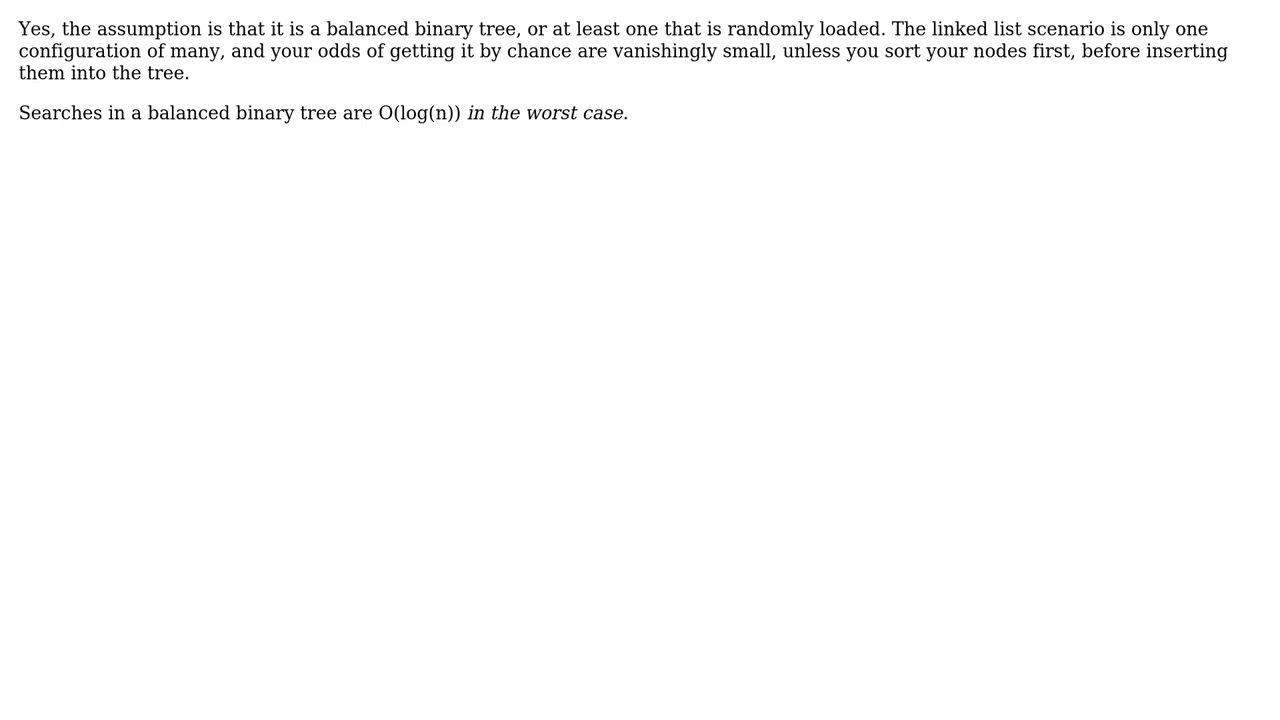 Yes, the assumption is that it is a balanced binary tree, or at least one that is randomly loaded. The linked list scenario is only one
configuration of many, and your odds of getting it by chance are vanishingly small, unless you sort your nodes first, before inserting
them into the tree.
Searches in a balanced binary tree are O(log(n)) in the worst case.